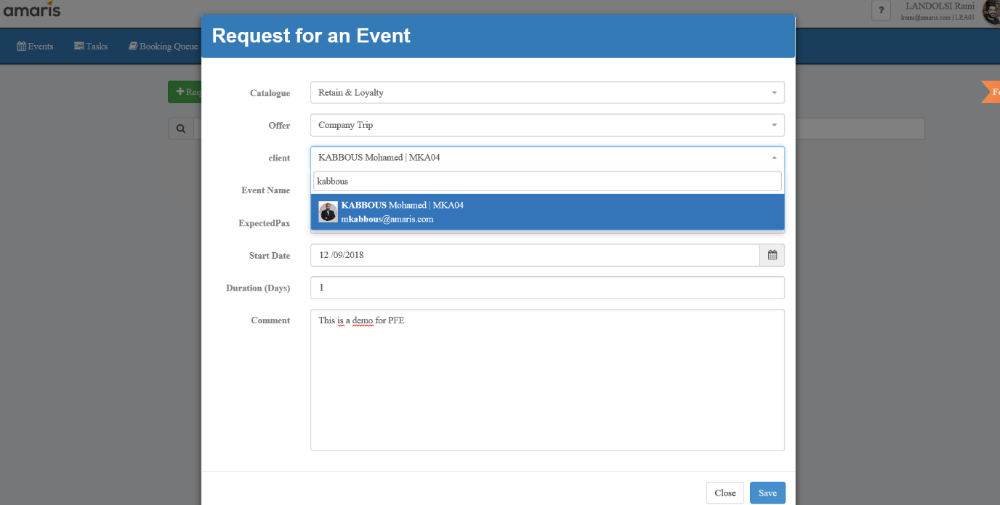 amaris
?
LANDOLSI Rami
lrami@amaris.com | LRA03
Events
Tasks
Booking Queue
Request for an Event
Req
Catalogue
Retain & Loyalty
Offer
Company Trip
client
KABBOUS Mohamed | MKA04
kabbous
KABBOUS Mohamed | MKA04
mkabbous@amaris.com
Event Name
ExpectedPax
Start Date
12 /09/2018
Duration (Days)
1
Comment
This is a demo for PFE
Close
Save